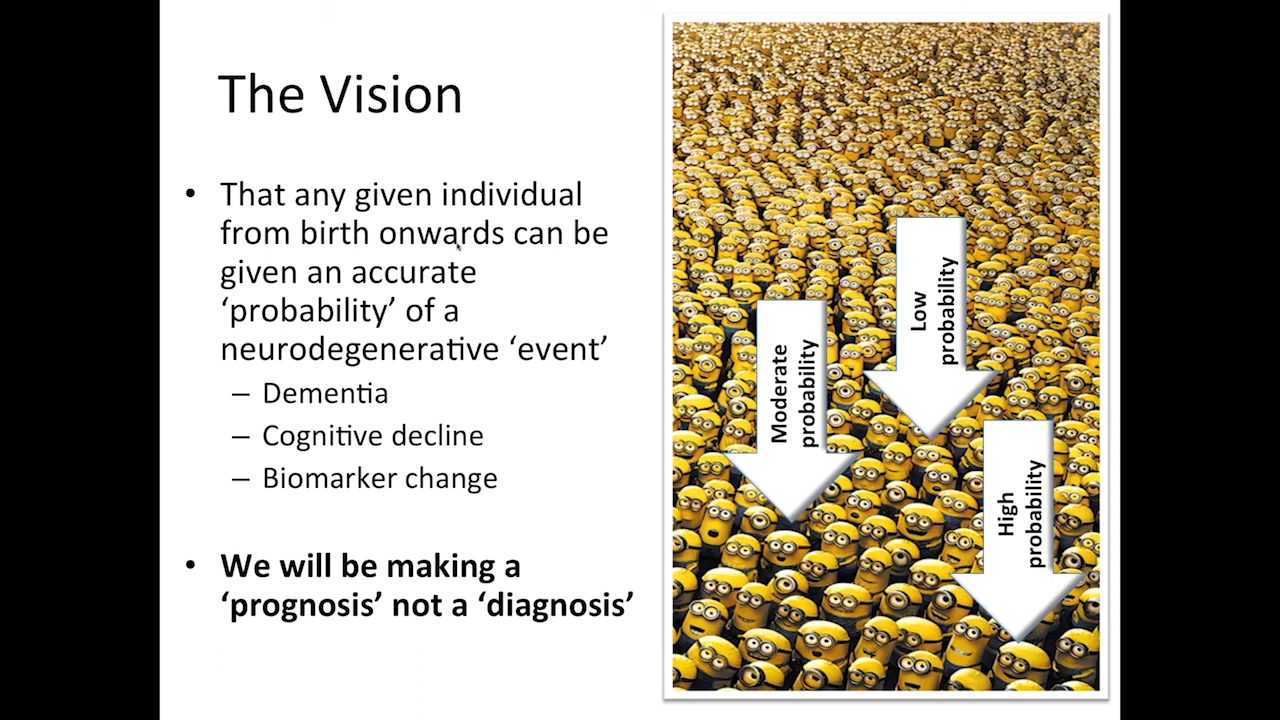 The Vision
• That any given individual
from birth onwards can be
given an accurate
‘probability’ of a
neurodegenerative ‘event’
– Dementia
– Cognitive decline
– Biomarker change
• We will be making a
‘prognosis’ not a ‘diagnosis’
Moderate
probability
Low
probability
High
probability